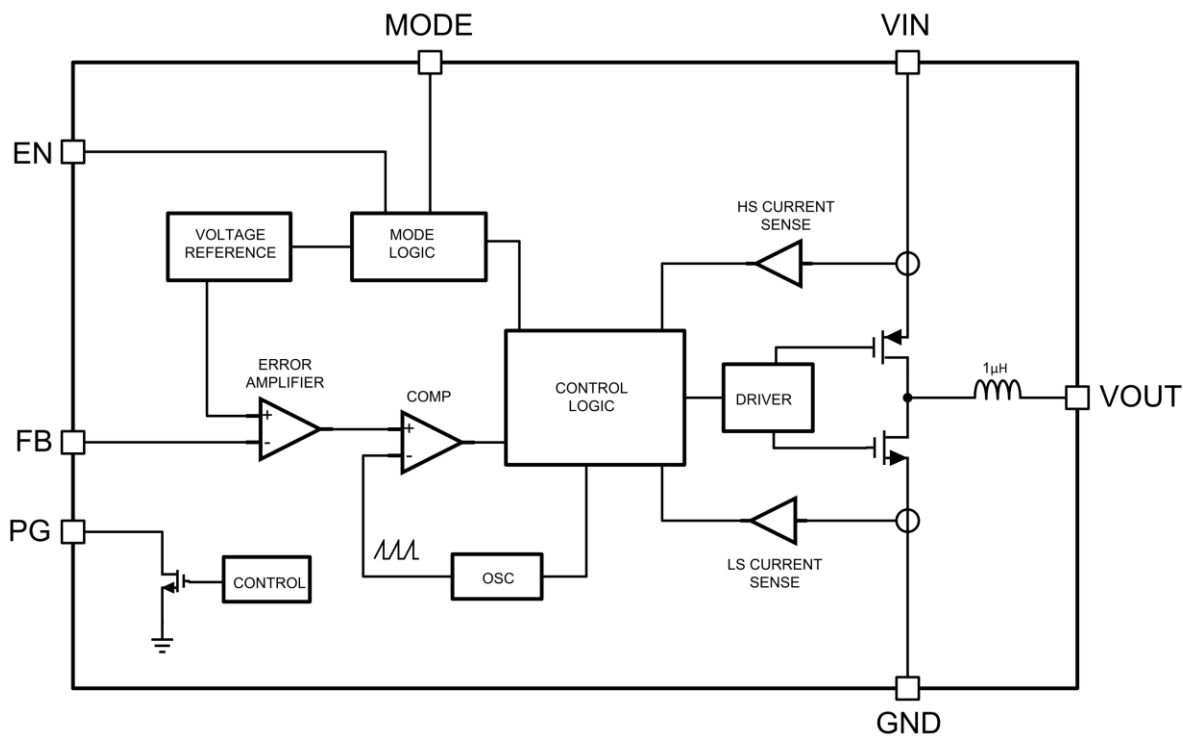 MODE
VIN
EN
HS CURRENT
SENSE
VOLTAGE
REFERENCE
MODE
LOGIC
ERROR
AMPLIFIER
COMP
CONTROL
LOGIC
DRIVER
1µH
VOUT
+
-
+
-
FB
PG
CONTROL
OSC
LS CURRENT
SENSE
GND